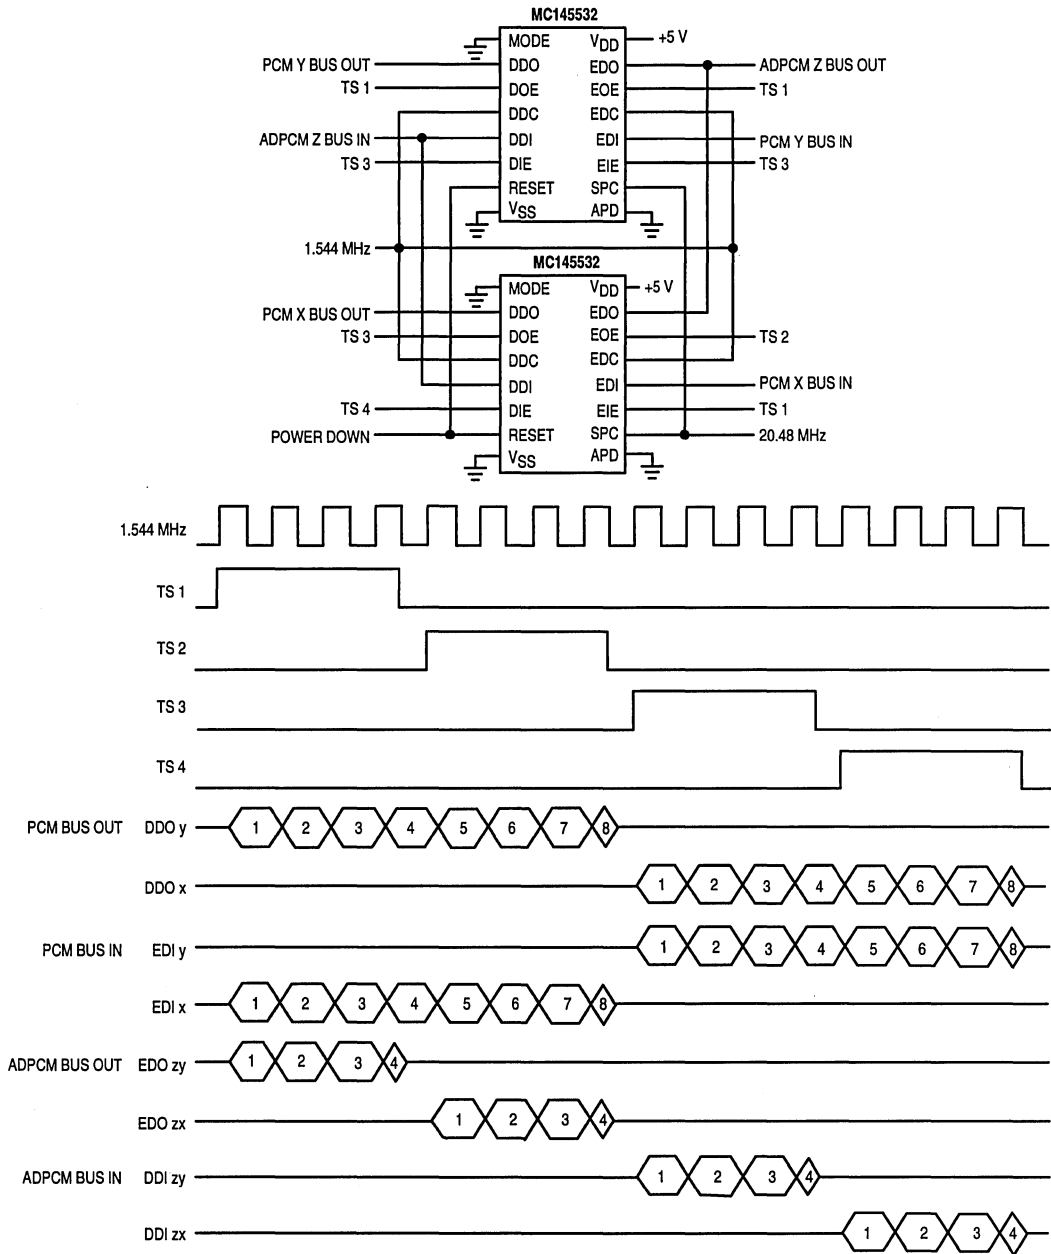 MC145532
MODE VDD +5 V
PCM Y BUS OUT DDO EDO ADPCM Z BUS OUT
TS 1 DOE EOE TS 1
DDC EDC
ADPCM Z BUS IN DDI EDI PCM Y BUS IN
TS 3 DIE EIE TS 3
RESET SPC
VSS APD
1.544 MHz
MC145532
MODE VDD +5 V
PCM X BUS OUT DDO EDO
TS 3 DOE EOE TS 2
DDC EDC
DDI EDI PCM X BUS IN
TS 4 DIE EIE TS 1
POWER DOWN RESET SPC 20.48 MHz
VSS APD
1.544 MHz
TS 1
TS 2
TS 3
TS 4
PCM BUS OUT DDO y 1 2 3 4 5 6 7 8
DDO x 1 2 3 4 5 6 7 8
PCM BUS IN EDI y 1 2 3 4 5 6 7 8
EDI x 1 2 3 4 5 6 7 8
ADPCM BUS OUT EDO zy 1 2 3 4
EDO zx 1 2 3 4
ADPCM BUS IN DDI zy 1 2 3 4
DDI zx 1 2 3 4